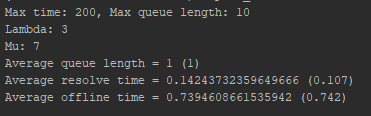 Max time: 200, Max queue length: 10
Lambda: 3
Mu: 7
Average queue length = 1 (1)
Average resolve time = 0.14243732359649666 (0.107)
Average offline time = 0.7394608661535942 (0.742)